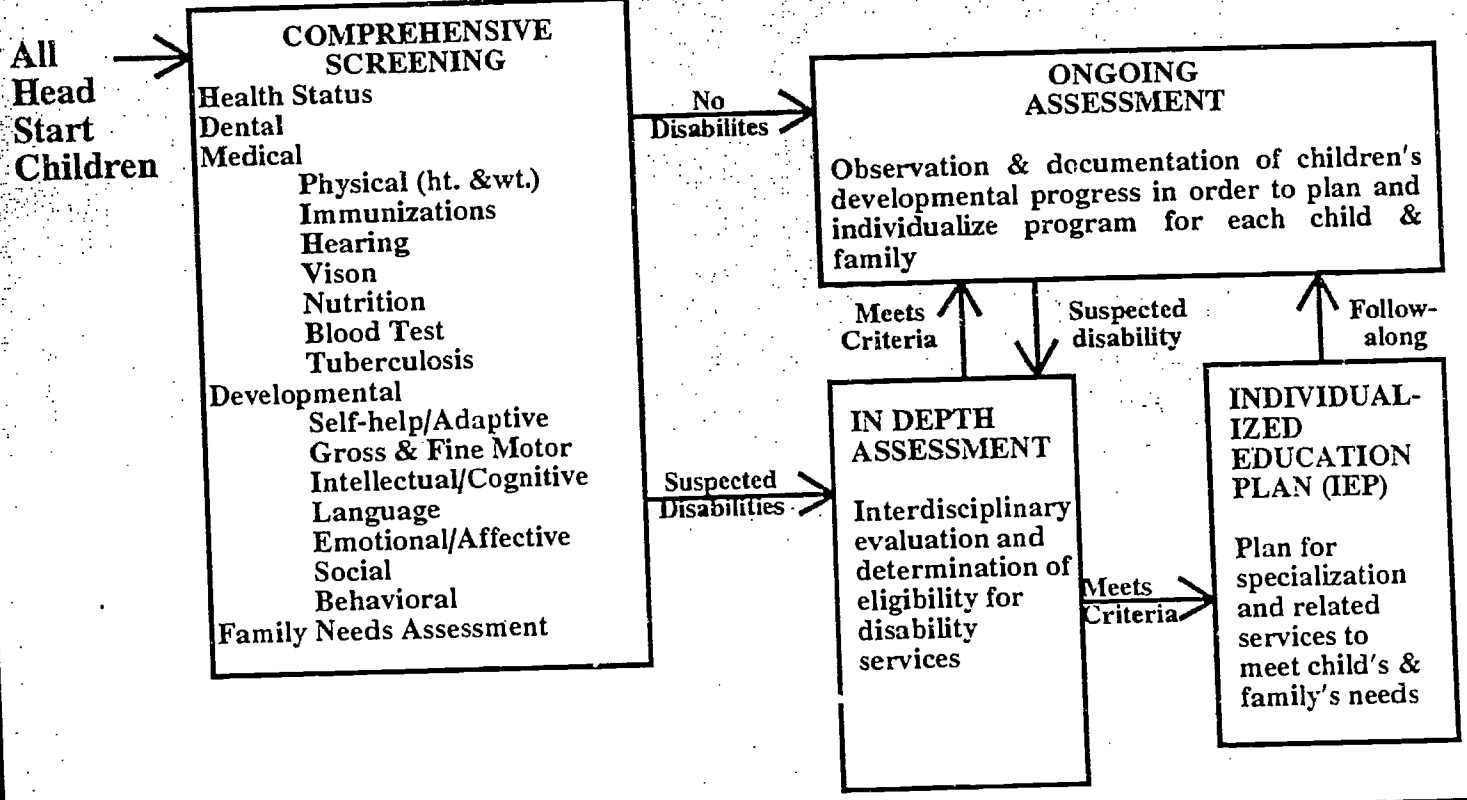 All
Head
Start
Children
COMPREHENSIVE
SCREENING
Health Status
Dental
Medical
Physical (ht. &wt.)
Immunizations
Hearing
Vison
Nutrition
Blood Test
Tuberculosis
Developmental
Self-help/Adaptive
Gross & Fine Motor
Intellectual/Cognitive
Language
Emotional/Affective
Social
Behavioral
Family Needs Assessment
No
Disabilites
Suspected
Disabilities
ONGOING
ASSESSMENT
Observation & documentation of children's
developmental progress in order to plan and
individualize program for each child &
family
Meets
Criteria
Suspected
disability
Follow-
along
IN DEPTH
ASSESSMENT
Interdisciplinary
evaluation and
determination of
eligibility for
disability
services
Meets
Criteria
INDIVIDUAL-
IZED
EDUCATION
PLAN (IEP)
Plan for
specialization
and related
services to
meet child's &
family's needs